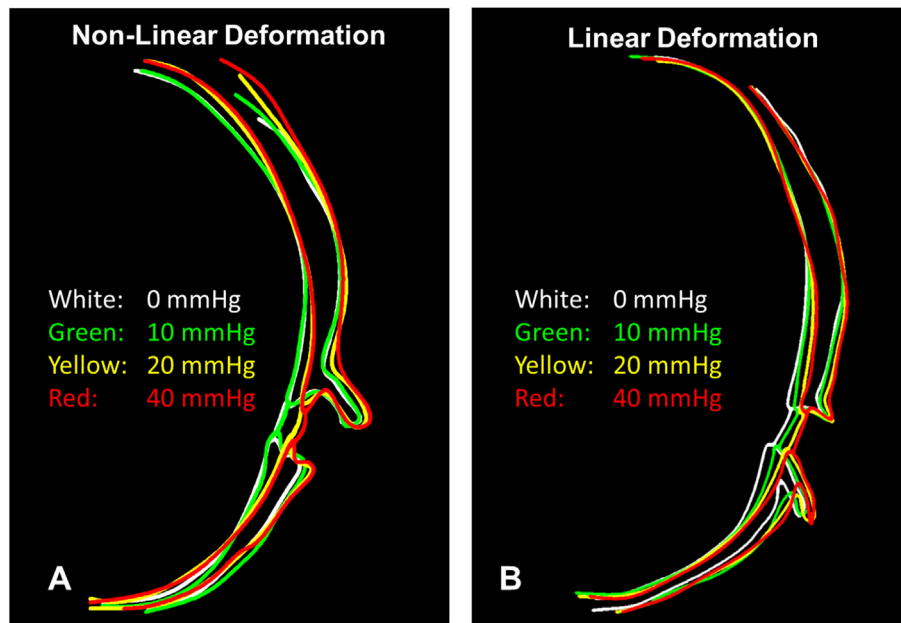 Non-Linear Deformation
White: 0 mmHg
Green: 10 mmHg
Yellow: 20 mmHg
Red: 40 mmHg
A
Linear Deformation
White: 0 mmHg
Green: 10 mmHg
Yellow: 20 mmHg
Red: 40 mmHg
B